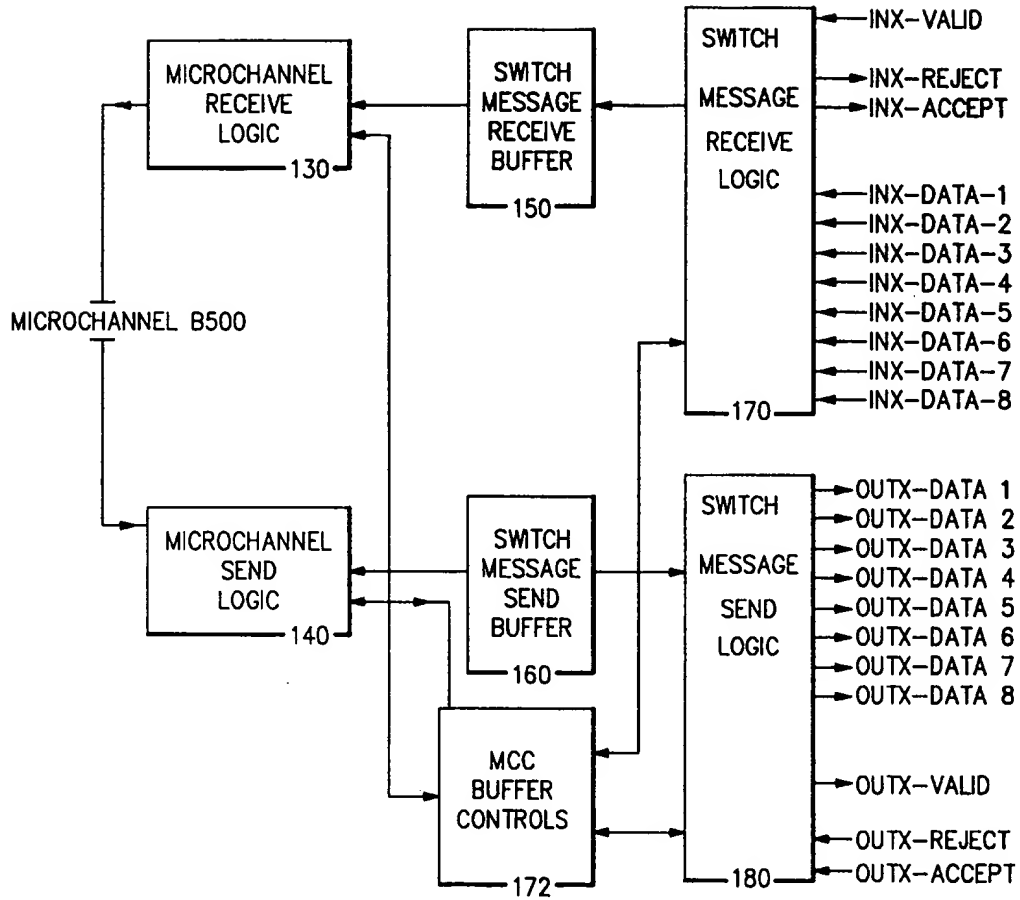 MICROCHANNEL
RECEIVE
LOGIC
130
SWITCH
MESSAGE
RECEIVE
BUFFER
150
SWITCH
MESSAGE
RECEIVE
LOGIC
170
INX-VALID
INX-REJECT
INX-ACCEPT
INX-DATA-1
INX-DATA-2
INX-DATA-3
INX-DATA-4
INX-DATA-5
INX-DATA-6
INX-DATA-7
INX-DATA-8
MICROCHANNEL B500
MICROCHANNEL
SEND
LOGIC
140
SWITCH
MESSAGE
SEND
BUFFER
160
MCC
BUFFER
CONTROLS
172
SWITCH
MESSAGE
SEND
LOGIC
180
OUTX-DATA 1
OUTX-DATA 2
OUTX-DATA 3
OUTX-DATA 4
OUTX-DATA 5
OUTX-DATA 6
OUTX-DATA 7
OUTX-DATA 8
OUTX-VALID
OUTX-REJECT
OUTX-ACCEPT